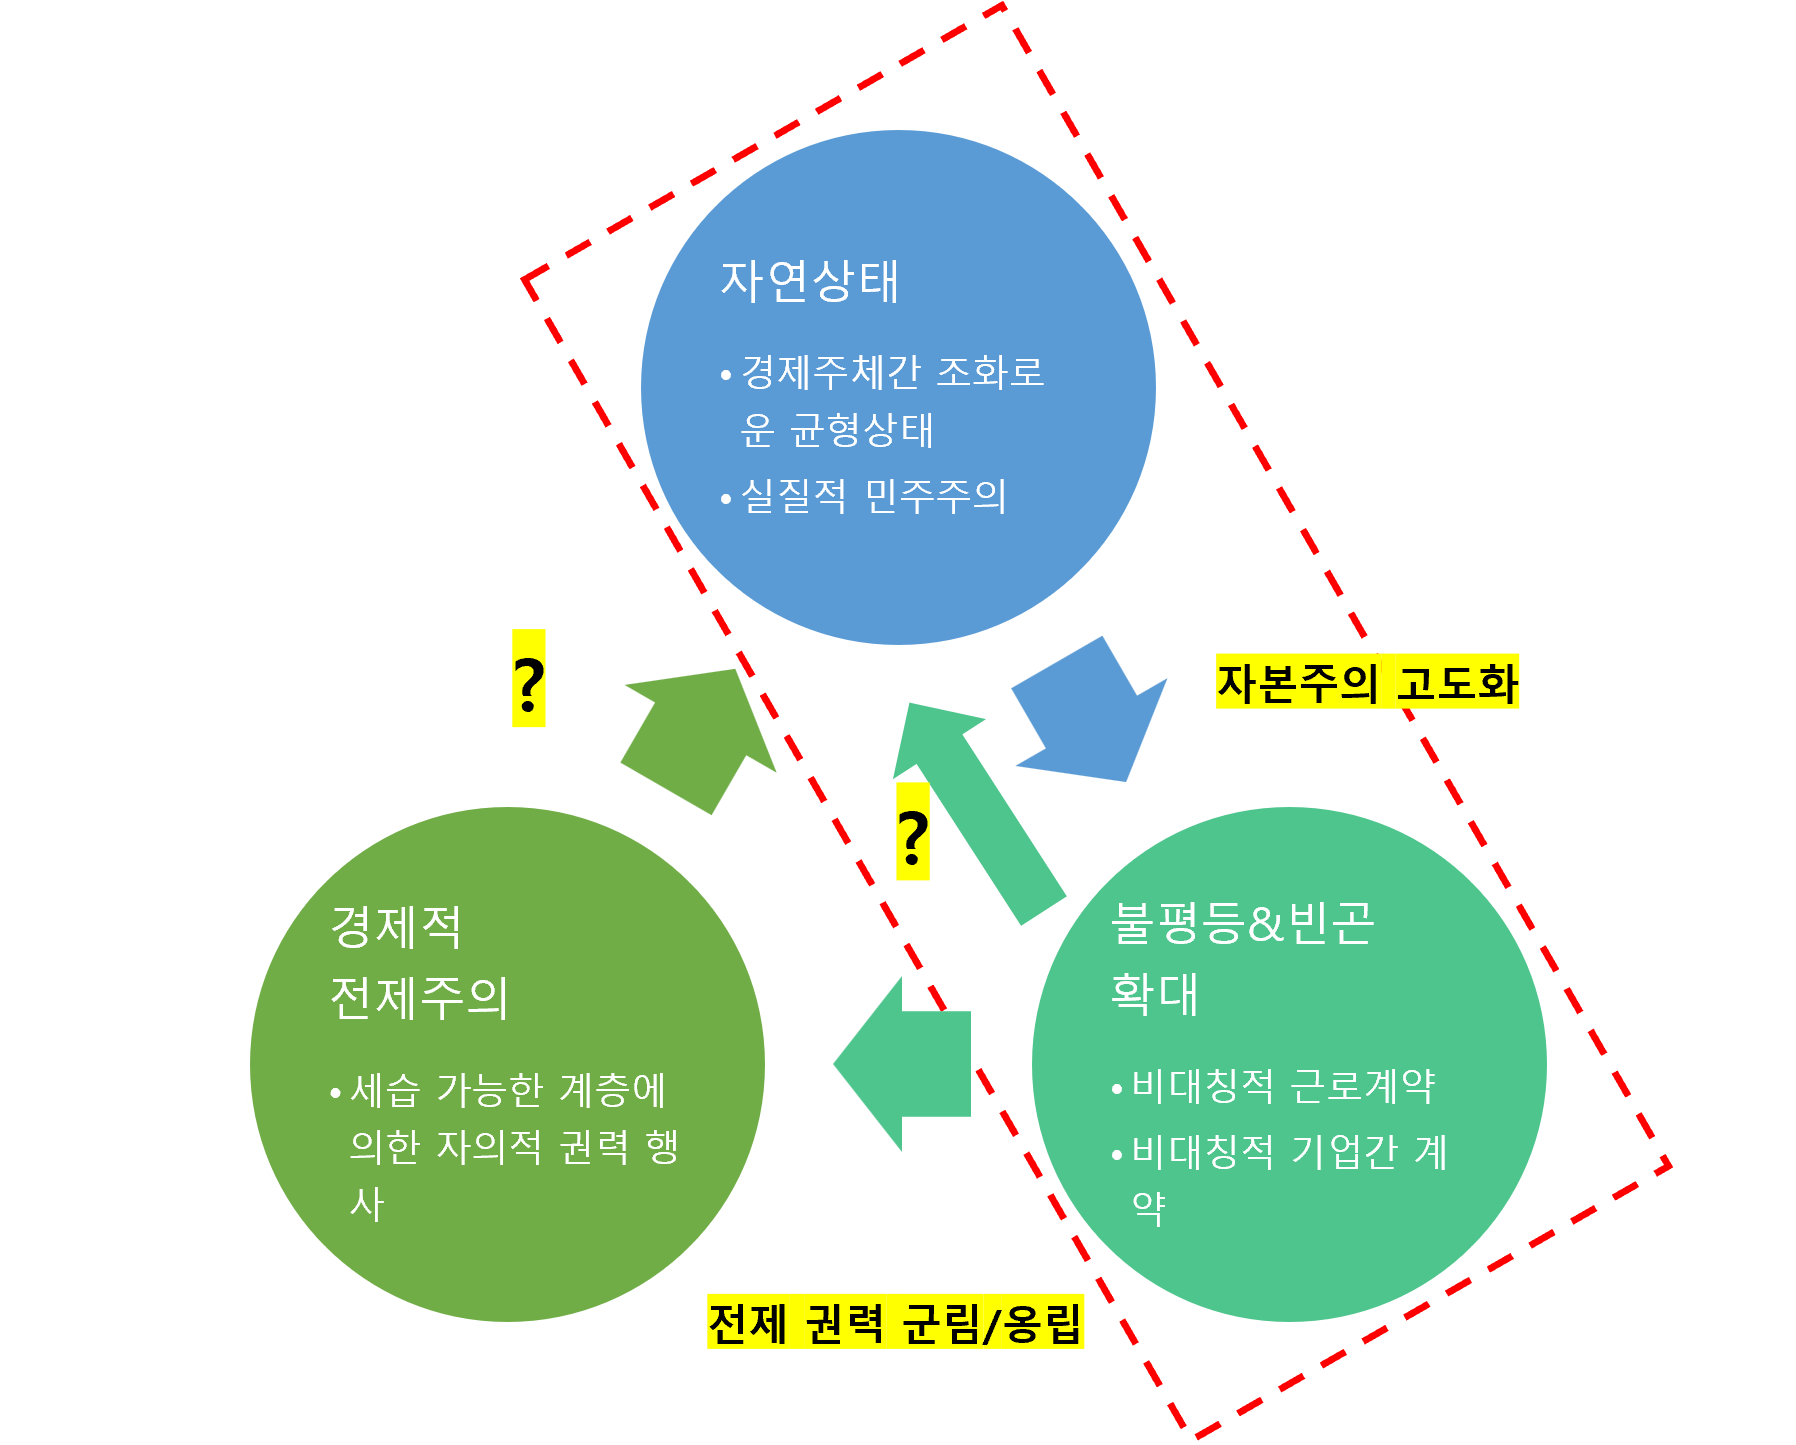 자연상태
• 경제주체간 조화로
운 균형상태
• 실질적 민주주의
?
자본주의 고도화
?
경제적
전제주의
• 세습 가능한 계층에
의한 자의적 권력 행
사
불평등&빈곤
확대
• 비대칭적 근로계약
• 비대칭적 기업간 계
약
전제 권력 군림/옹립